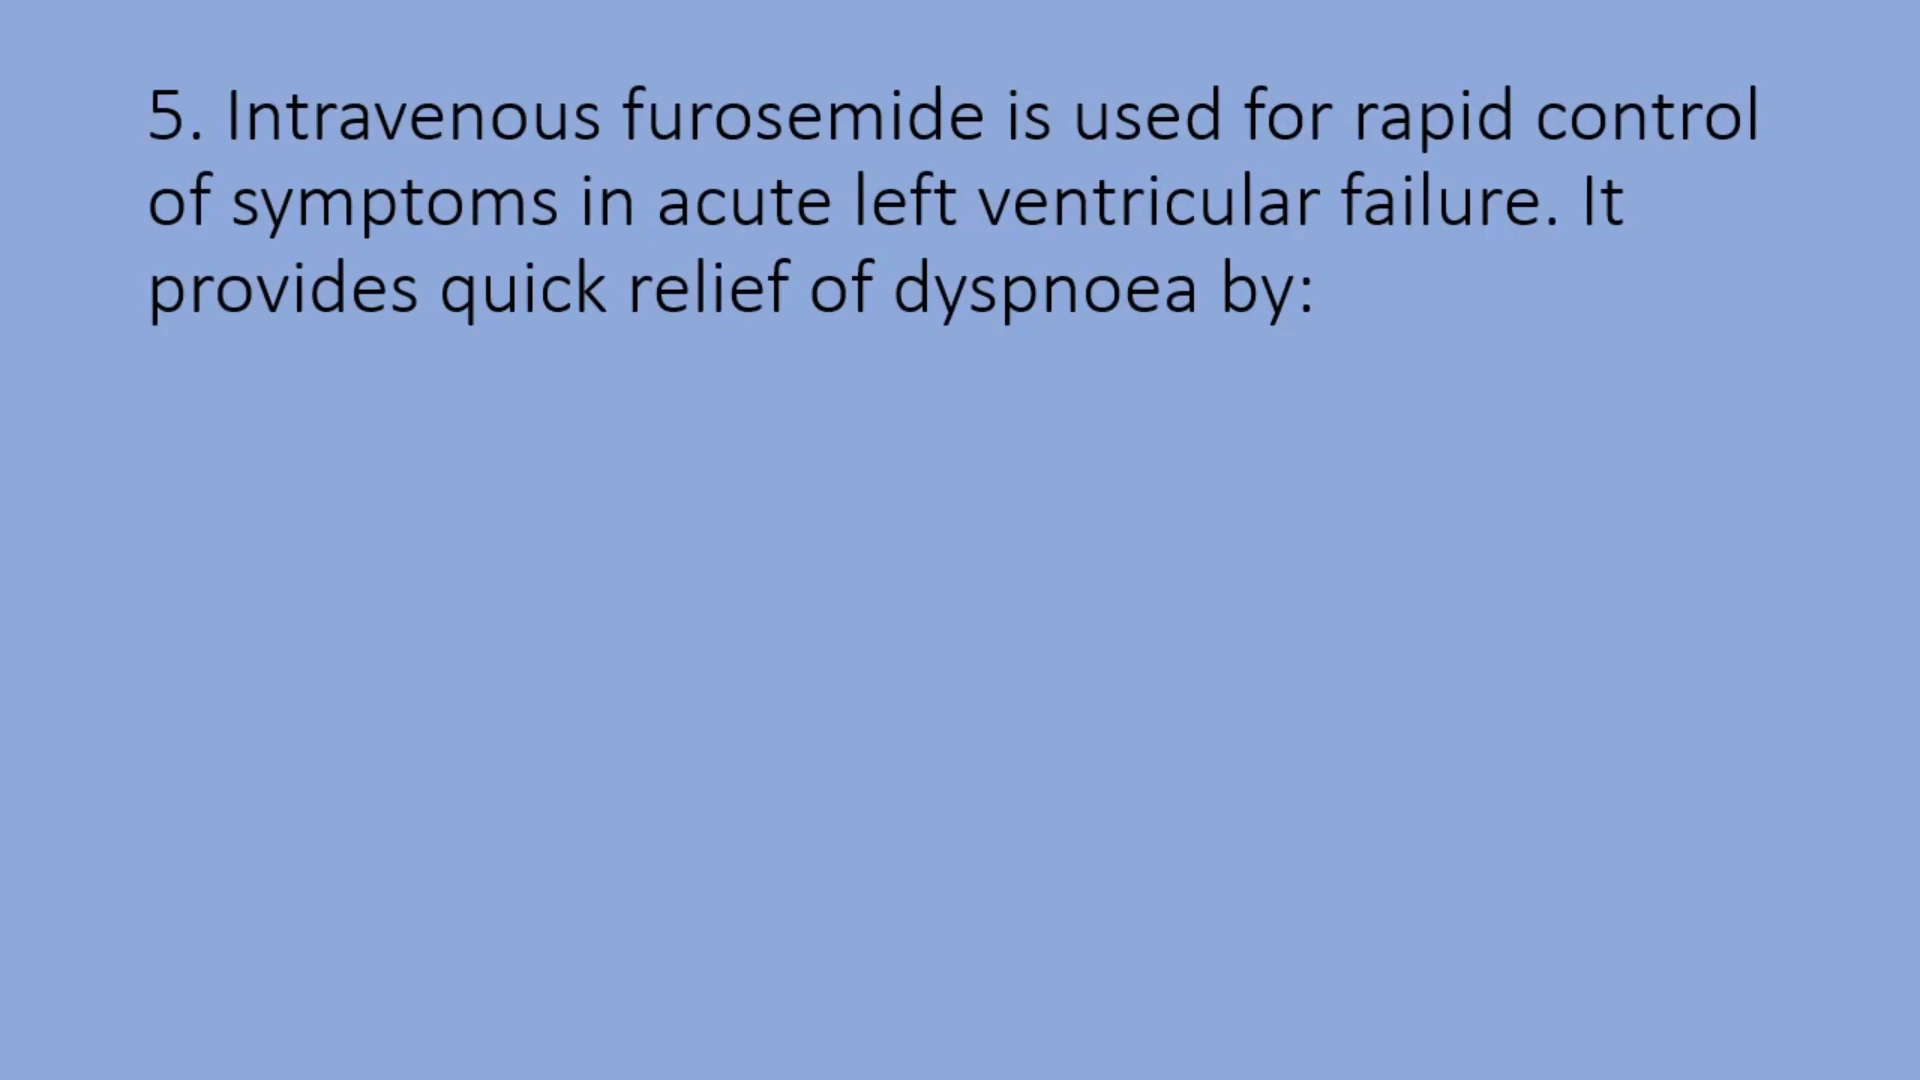 5. Intravenous furosemide is used for rapid control
of symptoms in acute left ventricular failure. It
provides quick relief of dyspnoea by: